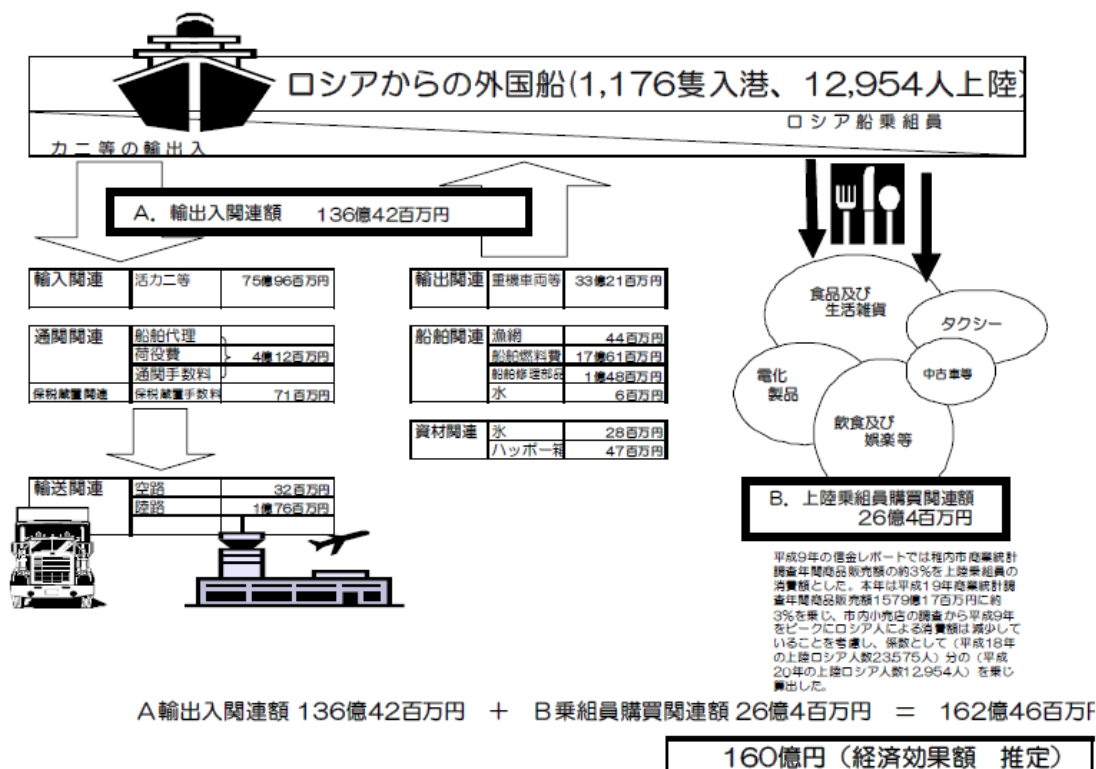 ロシアからの外国船(1,176隻入港、12,954人上陸)
ロシア船乗組員
カニ等の輸出入
A. 輸出入関連額 136億42百万円
輸入関連 活カニ等 75億96百万円
通関関連 船舶代理
荷役費 4億12百万円
通関手数料
保税蔵置関連 保税蔵置手数料 71百万円
輸送関連 空路 32百万円
陸路 1億76百万円
輸出関連 重機車両等 33億21百万円
船舶関連 漁網 44百万円
船舶燃料費 17億61百万円
船舶修理部品 1億48百万円
水 6百万円
資材関連 氷 28百万円
ハッポー箱 47百万円
食品及び
生活雑貨
タクシー
電化
製品
中古車等
飲食及び
娯楽等
B. 上陸乗組員購買関連額
26億4百万円
平成9年の信金レポートでは稚内市商業統計
調査年間商品販売額の約3%を上陸乗組員の
消費額とした。本年は平成19年商業統計調
査年間商品販売額1579億17百万円に約
3%を乗じ、市内小売店の調査から平成9年
をピークにロシア人による消費額は減少して
いることを考慮し、係数として(平成18年
の上陸ロシア人数23,575人)分の(平成
20年の上陸ロシア人数12,954人)を乗じ
算出した。
A輸出入関連額 136億42百万円 + B乗組員購買関連額 26億4百万円 = 162億46百万円
160億円(経済効果額 推定)